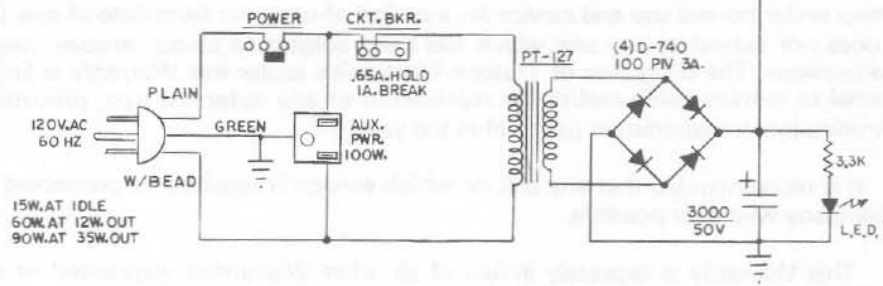 POWER
CKT. BKR.
.65A.HOLD
1A.BREAK
PT-127
(4) D-740
100 PIV 3A.
PLAIN
120V.AC
60 HZ
GREEN
AUX.
PWR.
100W.
W/BEAD
15W.AT IDLE
60W.AT 12W.OUT
90W.AT 35W.OUT
+
3000
50V
3.3K
L.E.D.